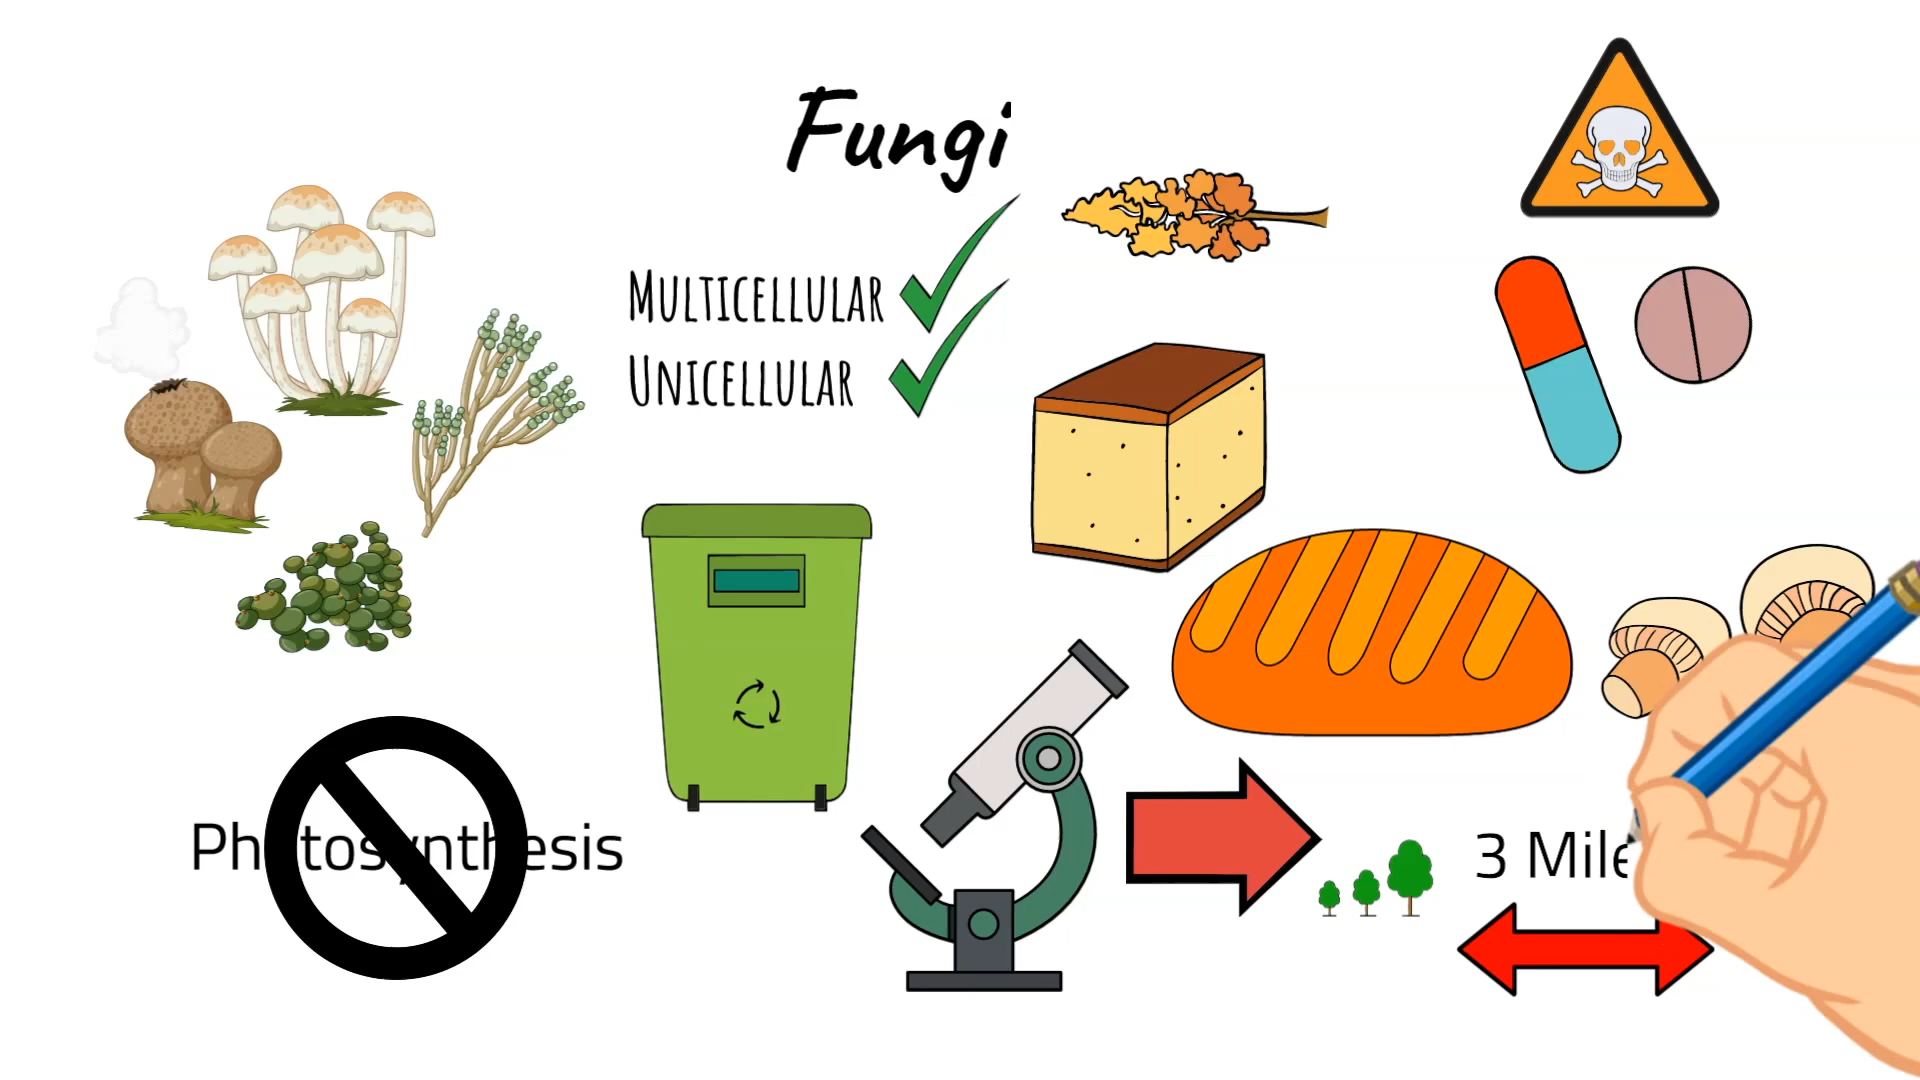 Fungi
MULTICELLULAR
UNICELLULAR
Photosynthesis
3 Mile